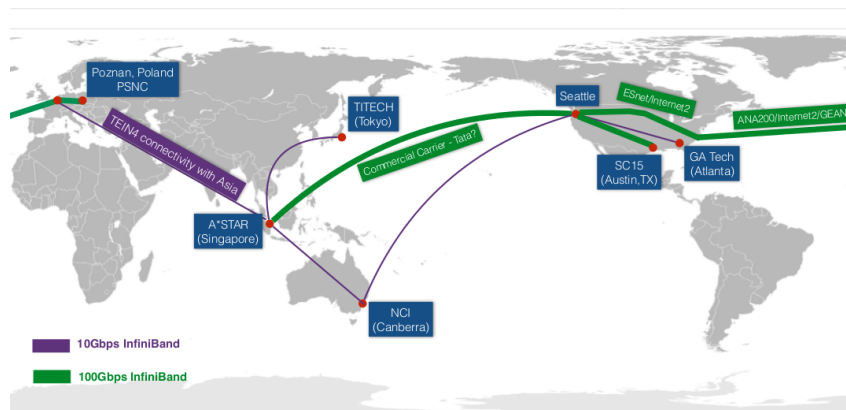 Poznan, Poland
PSNC
TITECH
(Tokyo)
Seattle
ESnet/Internet2
ANA200/Internet2/GEAN
TEIN4 connectivity with Asia
Commercial Carrier - Tata?
SC15
(Austin,TX)
GA Tech
(Atlanta)
A*STAR
(Singapore)
NCI
(Canberra)
10Gbps InfiniBand
100Gbps InfiniBand